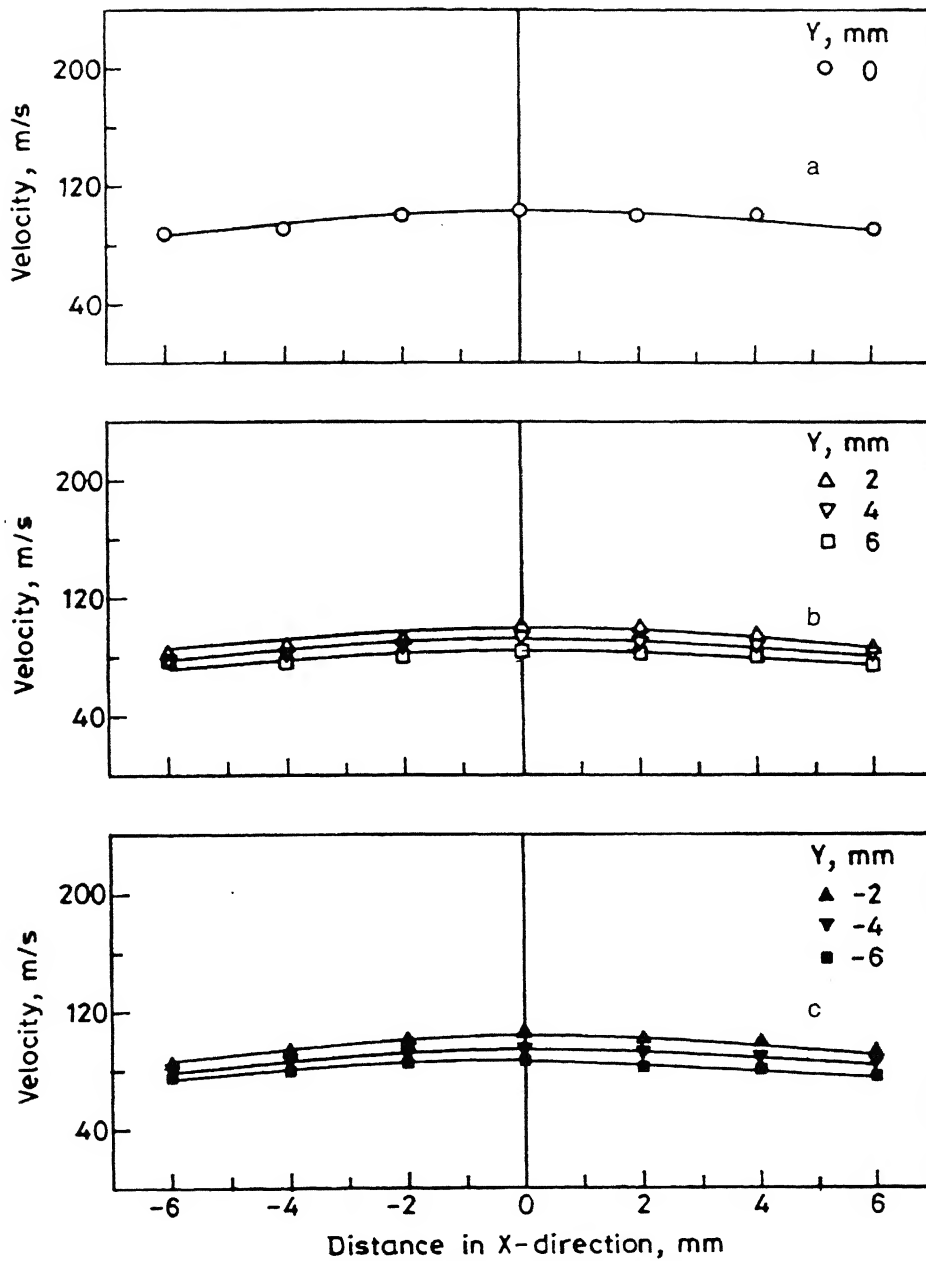 Y, mm
○ 0
200
120
40
Velocity, m/s
a
Y, mm
△ 2
▽ 4
□ 6
200
120
40
Velocity, m/s
b
Y, mm
▲ -2
▼ -4
■ -6
200
120
40
Velocity, m/s
c
-6 -4 -2 0 2 4 6
Distance in X-direction, mm